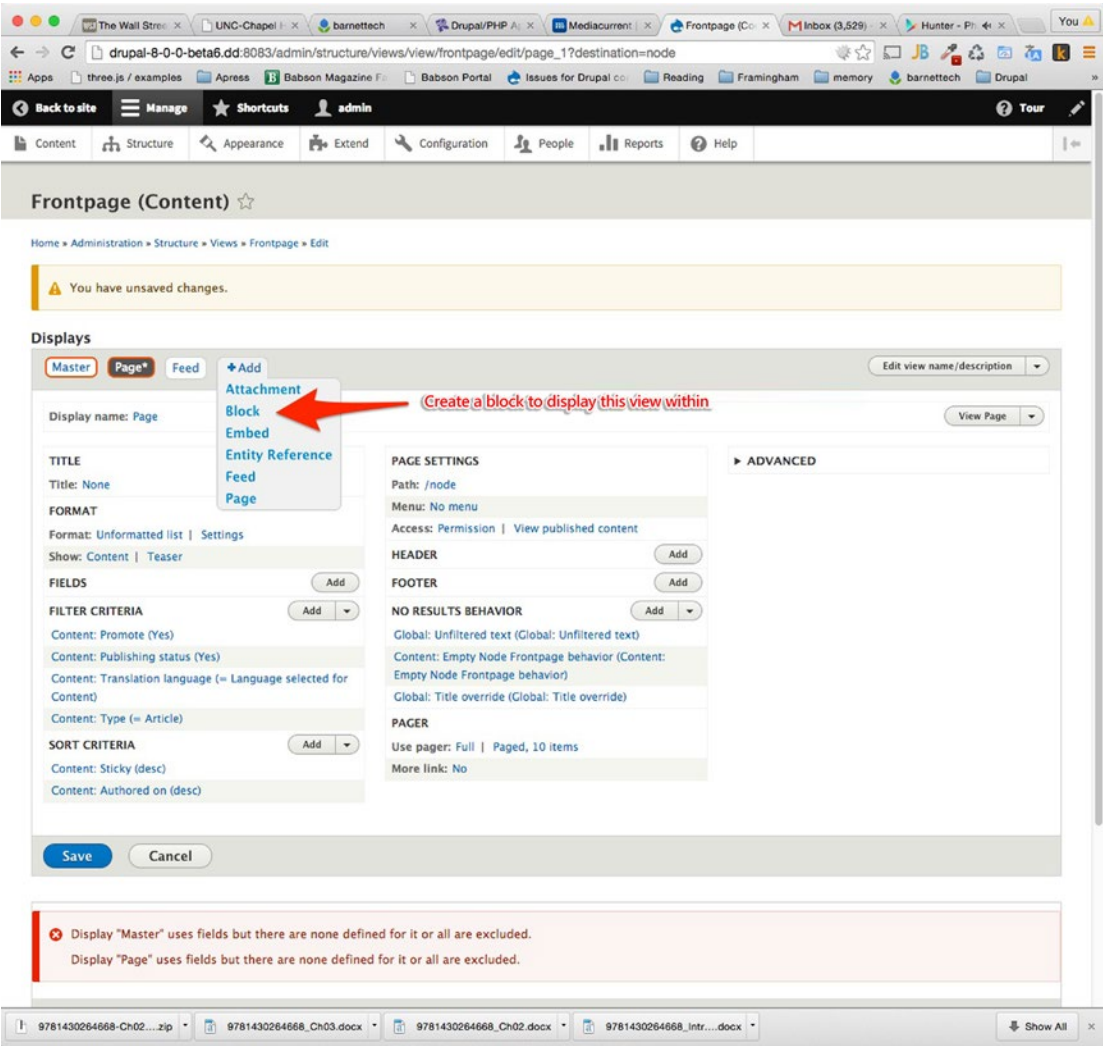 The Wall Stree
UNC-Chapel H
barnettech
Drupal/PHP Ap
Mediacurrent |
Frontpage (Co
Inbox (3,529) -
Hunter - Ph
You
drupal-8-0-0-beta6.dd:8083/admin/structure/views/view/frontpage/edit/page_1?destination=node
Apps three.js / examples Apress Babson Magazine Fa Babson Portal Issues for Drupal co Reading Framingham memory barnettech Drupal »
Back to site Manage Shortcuts admin Tour
Content Structure Appearance Extend Configuration People Reports Help
Frontpage (Content)
Home » Administration » Structure » Views » Frontpage » Edit
You have unsaved changes.
Displays
Master Page* Feed +Add Edit view name/description
Attachment
Block
Create a block to display this view within
Embed
Entity Reference
Feed
Page
Display name: Page
View Page
TITLE
Title: None
FORMAT
Format: Unformatted list | Settings
Show: Content | Teaser
FIELDS Add
FILTER CRITERIA Add
Content: Promote (Yes)
Content: Publishing status (Yes)
Content: Translation language (= Language selected for
Content)
Content: Type (= Article)
SORT CRITERIA Add
Content: Sticky (desc)
Content: Authored on (desc)
PAGE SETTINGS
Path: /node
Menu: No menu
Access: Permission | View published content
HEADER Add
FOOTER Add
NO RESULTS BEHAVIOR Add
Global: Unfiltered text (Global: Unfiltered text)
Content: Empty Node Frontpage behavior (Content:
Empty Node Frontpage behavior)
Global: Title override (Global: Title override)
PAGER
Use pager: Full | Paged, 10 items
More link: No
ADVANCED
Save Cancel
Display "Master" uses fields but there are none defined for it or all are excluded.
Display "Page" uses fields but there are none defined for it or all are excluded.
9781430264668-Ch02....zip 9781430264668_Ch03.docx 9781430264668_Ch02.docx 9781430264668_Intr....docx Show All